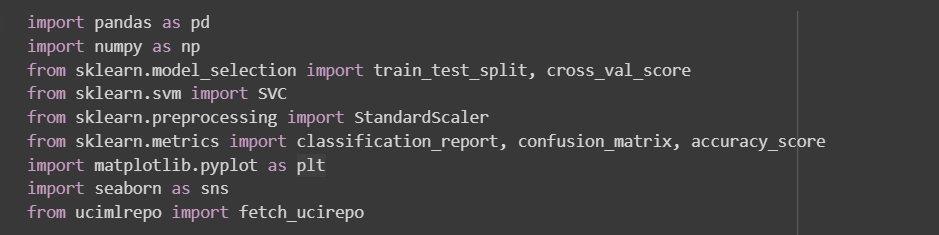 import pandas as pd
import numpy as np
from sklearn.model_selection import train_test_split, cross_val_score
from sklearn.svm import SVC
from sklearn.preprocessing import StandardScaler
from sklearn.metrics import classification_report, confusion_matrix, accuracy_score
import matplotlib.pyplot as plt
import seaborn as sns
from ucimlrepo import fetch_ucirepo